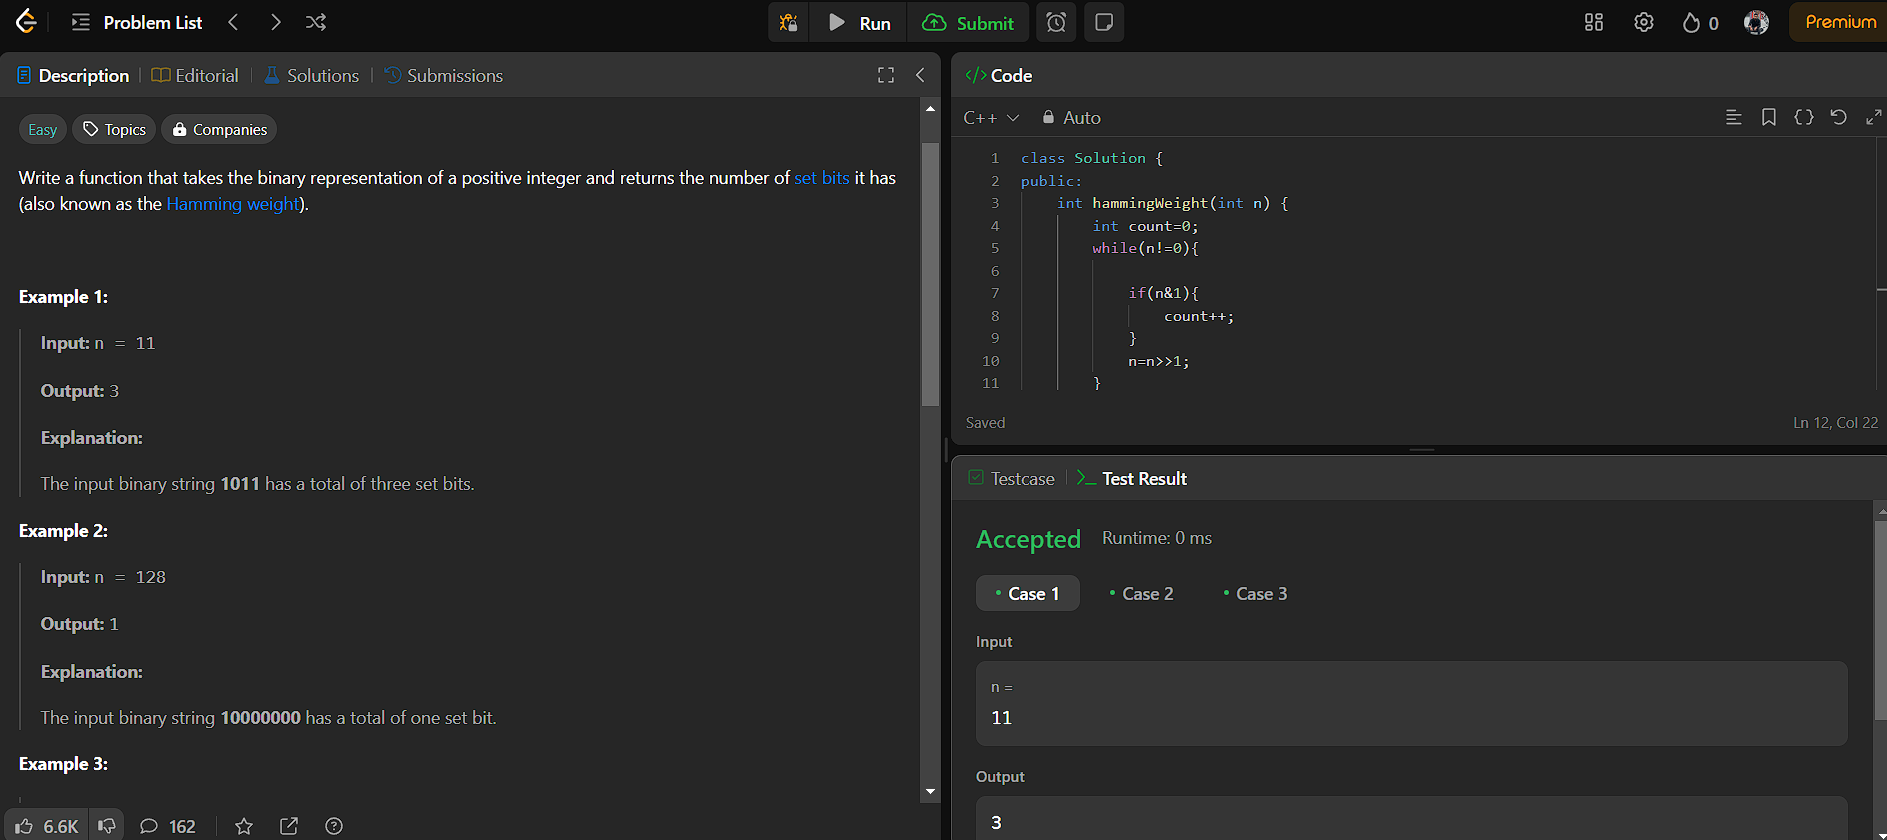 Problem List
Run
Submit
0
Premium
Description
Editorial
Solutions
Submissions
Easy
Topics
Companies
Write a function that takes the binary representation of a positive integer and returns the number of set bits it has
(also known as the Hamming weight).
Example 1:
Input: n = 11
Output: 3
Explanation:
The input binary string 1011 has a total of three set bits.
Example 2:
Input: n = 128
Output: 1
Explanation:
The input binary string 10000000 has a total of one set bit.
Example 3:
6.6K
162
</> Code
C++
Auto
1 class Solution {
2 public:
3 int hammingWeight(int n) {
4 int count=0;
5 while(n!=0){
6
7 if(n&1){
8 count++;
9 }
10 n=n>>1;
11 }
Saved
Ln 12, Col 22
Testcase
Test Result
Accepted
Runtime: 0 ms
Case 1
Case 2
Case 3
Input
n =
11
Output
3